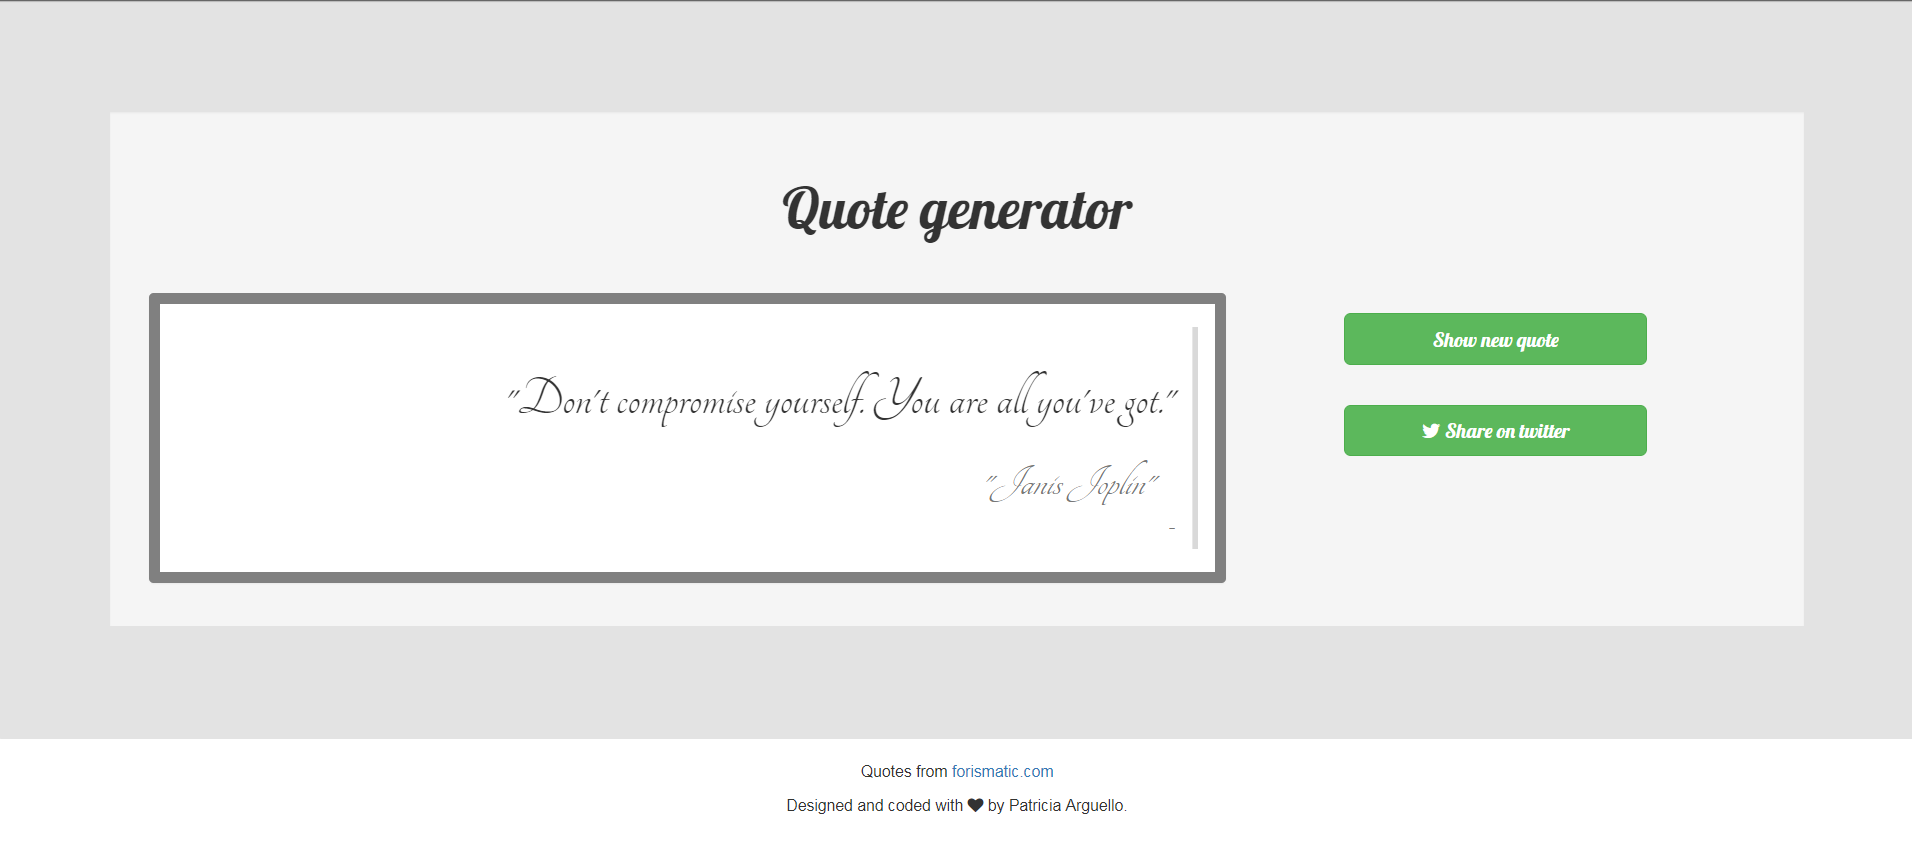 Quote generator
"Don't compromise yourself. You are all you've got."
"Janis Joplin"
-
Show new quote
Share on twitter
Quotes from forismatic.com
Designed and coded with ♥ by Patricia Arguello.